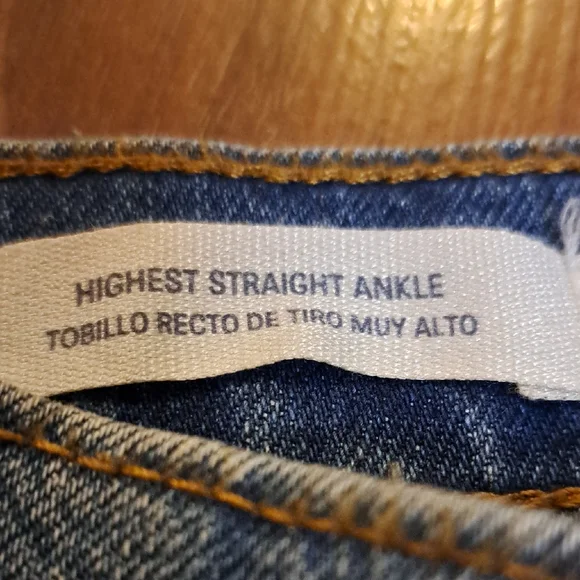 HIGHEST STRAIGHT ANKLE
TOBILLO RECTO DE TIRO MUY ALTO